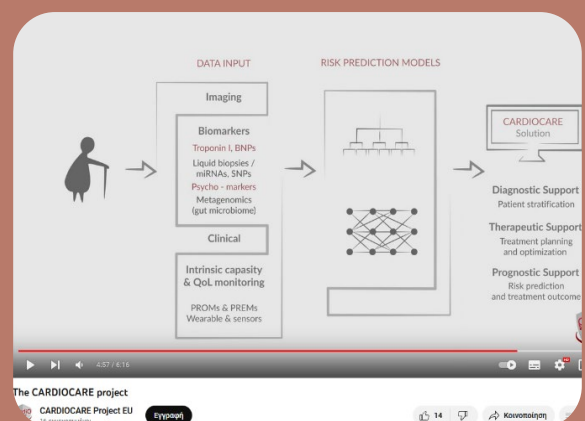 DATA INPUT
Imaging
Biomarkers
Troponin I, BNPs
Liquid biopsies /
miRNAs, SNPs
Psycho - markers
Metagenomics
(gut microbiome)
Clinical
Intrinsic capasity
& QoL monitoring
PROMs & PREMs
Wearable & sensors
RISK PREDICTION MODELS
CARDIOCARE
Solution
Diagnostic Support
Patient stratification
Therapeutic Support
Treatment planning
and optimization
Prognostic Support
Risk prediction
and treatment outcome
4:57 / 6:16
The CARDIOCARE project
CARDIOCARE Project EU
Εγγραφή
14
Κοινοποίηση